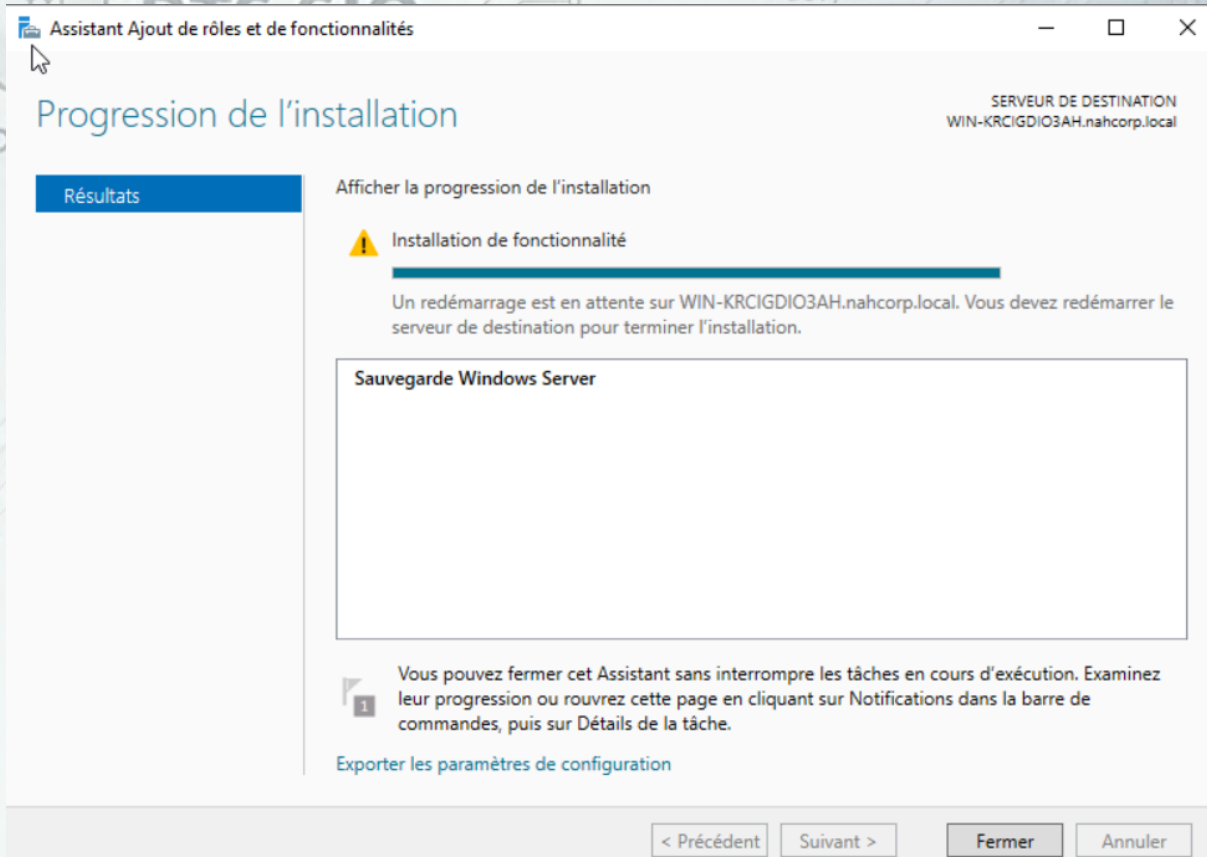 Assistant Ajout de rôles et de fonctionnalités
Progression de l'installation
SERVEUR DE DESTINATION
WIN-KRCIGDIO3AH.nahcorp.local
Résultats
Afficher la progression de l'installation
Installation de fonctionnalité
Un redémarrage est en attente sur WIN-KRCIGDIO3AH.nahcorp.local. Vous devez redémarrer le
serveur de destination pour terminer l'installation.
Sauvegarde Windows Server
1
Vous pouvez fermer cet Assistant sans interrompre les tâches en cours d'exécution. Examinez
leur progression ou rouvrez cette page en cliquant sur Notifications dans la barre de
commandes, puis sur Détails de la tâche.
Exporter les paramètres de configuration
< Précédent
Suivant >
Fermer
Annuler